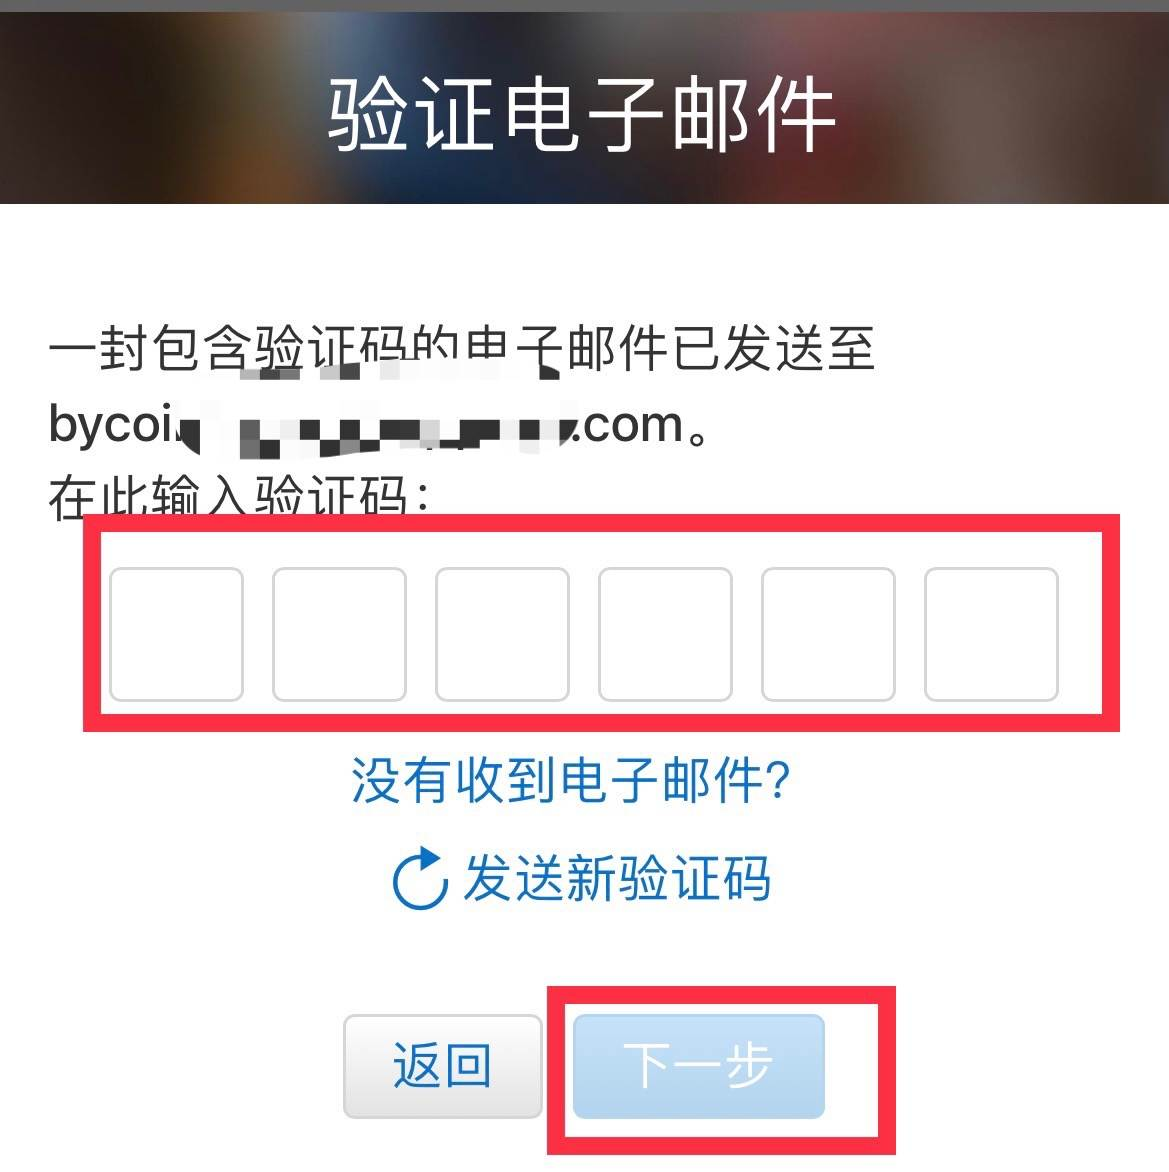 验证电子邮件
一封包含验证码的电子邮件已发送至
bycoi .com。
在此输入验证码：
没有收到电子邮件?
发送新验证码
返回
下一步